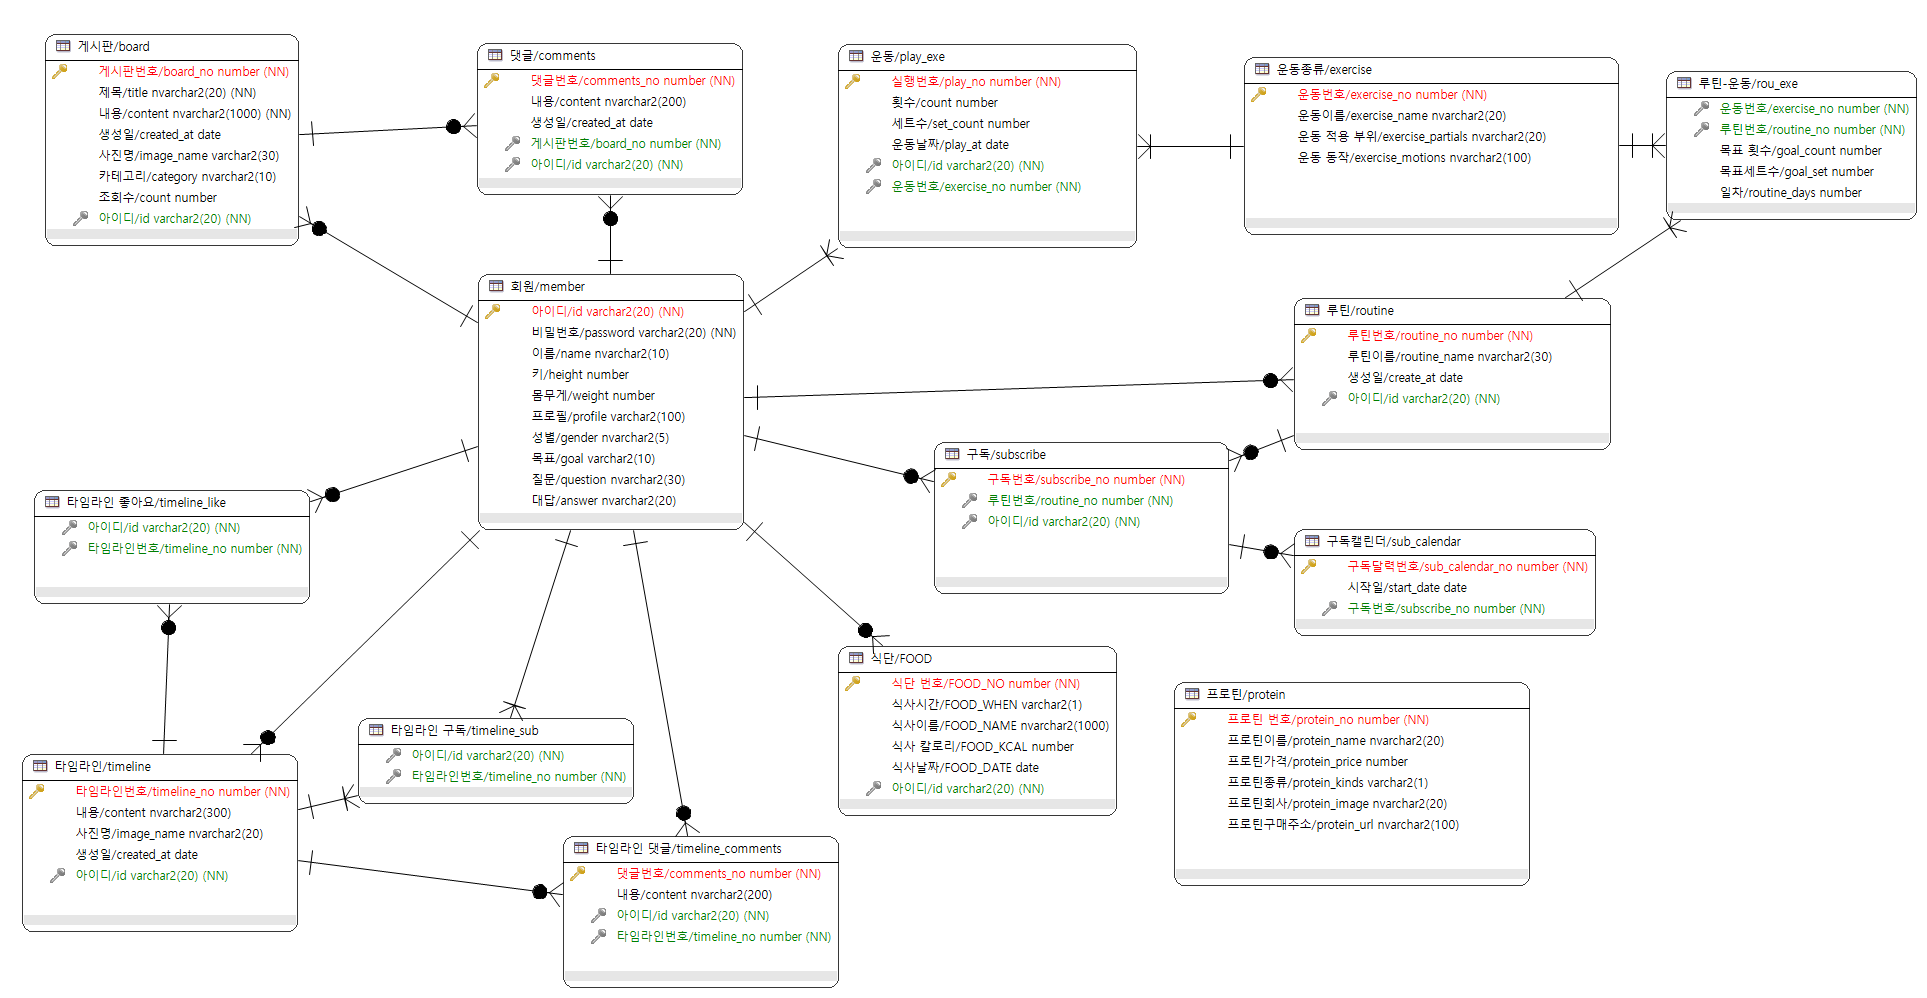 게시판/board
게시판번호/board_no number (NN)
제목/title nvarchar2(20) (NN)
내용/content nvarchar2(1000) (NN)
생성일/created_at date
사진명/image_name varchar2(30)
카테고리/category nvarchar2(10)
조회수/count number
아이디/id varchar2(20) (NN)
댓글/comments
댓글번호/comments_no number (NN)
내용/content nvarchar2(200)
생성일/created_at date
게시판번호/board_no number (NN)
아이디/id varchar2(20) (NN)
운동/play_exe
실행번호/play_no number (NN)
횟수/count number
세트수/set_count number
운동날짜/play_at date
아이디/id varchar2(20) (NN)
운동번호/exercise_no number (NN)
운동종류/exercise
운동번호/exercise_no number (NN)
운동이름/exercise_name nvarchar2(20)
운동 적용 부위/exercise_partials nvarchar2(20)
운동 동작/exercise_motions nvarchar2(100)
루틴-운동/rou_exe
운동번호/exercise_no number (NN)
루틴번호/routine_no number (NN)
목표 횟수/goal_count number
목표세트수/goal_set number
일차/routine_days number
회원/member
아이디/id varchar2(20) (NN)
비밀번호/password varchar2(20) (NN)
이름/name nvarchar2(10)
키/height number
몸무게/weight number
프로필/profile varchar2(100)
성별/gender nvarchar2(5)
목표/goal varchar2(10)
질문/question nvarchar2(30)
대답/answer nvarchar2(20)
루틴/routine
루틴번호/routine_no number (NN)
루틴이름/routine_name nvarchar2(30)
생성일/create_at date
아이디/id varchar2(20) (NN)
구독/subscribe
구독번호/subscribe_no number (NN)
루틴번호/routine_no number (NN)
아이디/id varchar2(20) (NN)
타임라인 좋아요/timeline_like
아이디/id varchar2(20) (NN)
타임라인번호/timeline_no number (NN)
구독캘린더/sub_calendar
구독달력번호/sub_calendar_no number (NN)
시작일/start_date date
구독번호/subscribe_no number (NN)
식단/FOOD
식단 번호/FOOD_NO number (NN)
식사시간/FOOD_WHEN varchar2(1)
식사이름/FOOD_NAME nvarchar2(1000)
식사 칼로리/FOOD_KCAL number
식사날짜/FOOD_DATE date
아이디/id varchar2(20) (NN)
프로틴/protein
프로틴 번호/protein_no number (NN)
프로틴이름/protein_name nvarchar2(20)
프로틴가격/protein_price number
프로틴종류/protein_kinds varchar2(1)
프로틴회사/protein_image nvarchar2(20)
프로틴구매주소/protein_url nvarchar2(100)
타임라인 구독/timeline_sub
아이디/id varchar2(20) (NN)
타임라인번호/timeline_no number (NN)
타임라인/timeline
타임라인번호/timeline_no number (NN)
내용/content nvarchar2(300)
사진명/image_name nvarchar2(20)
생성일/created_at date
아이디/id varchar2(20) (NN)
타임라인 댓글/timeline_comments
댓글번호/comments_no number (NN)
내용/content nvarchar2(200)
아이디/id varchar2(20) (NN)
타임라인번호/timeline_no number (NN)